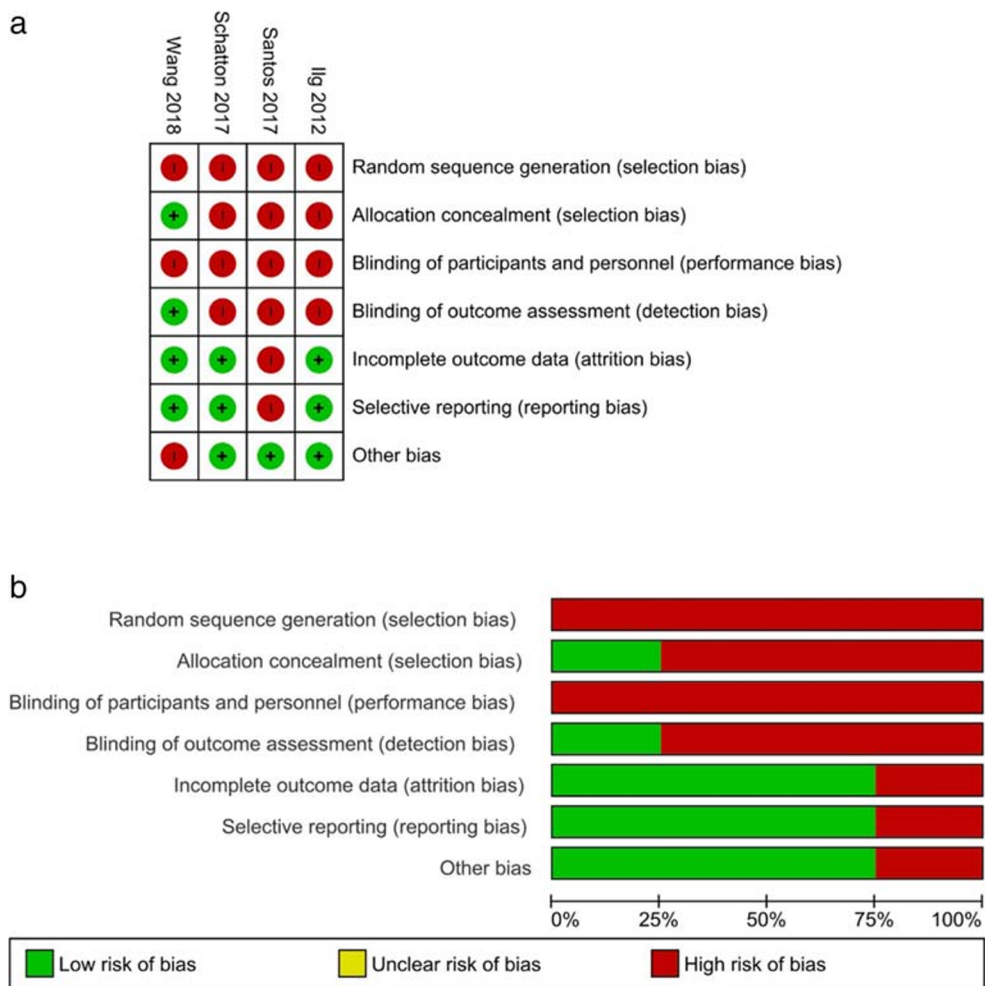 a
Wang 2018
Schatton 2017
Santos 2017
Ilg 2012
- - - - Random sequence generation (selection bias)
+ - - - Allocation concealment (selection bias)
- - - - Blinding of participants and personnel (performance bias)
+ - - - Blinding of outcome assessment (detection bias)
+ + - + Incomplete outcome data (attrition bias)
+ + - + Selective reporting (reporting bias)
- + + + Other bias
b
Random sequence generation (selection bias)
Allocation concealment (selection bias)
Blinding of participants and personnel (performance bias)
Blinding of outcome assessment (detection bias)
Incomplete outcome data (attrition bias)
Selective reporting (reporting bias)
Other bias
0% 25% 50% 75% 100%
Low risk of bias Unclear risk of bias High risk of bias